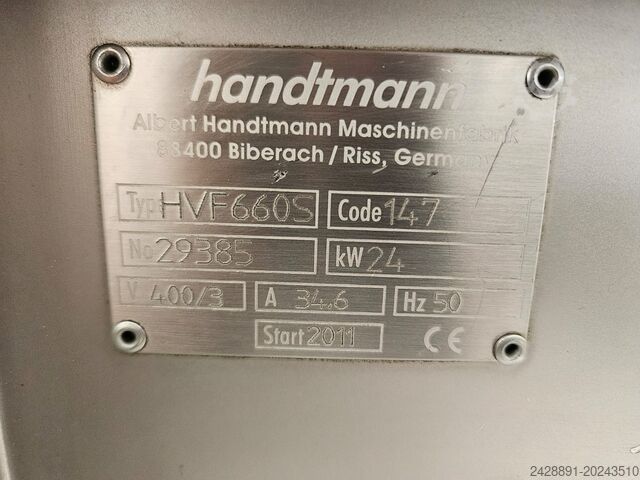 handtmann
Albert Handtmann Maschinenfabrik
88400 Biberach / Riss, Germany
Typ HVF660S Code 147
No 29385 kW 24
V 400/3 A 34.6 Hz 50
Start 2011 CE
2428891-20243510